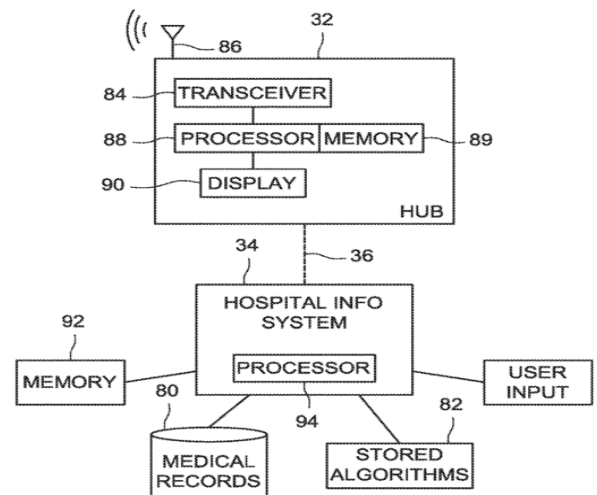 86
32
84
TRANSCEIVER
88
PROCESSOR MEMORY
89
90
DISPLAY
HUB
34
36
HOSPITAL INFO
SYSTEM
92
MEMORY
PROCESSOR
USER
INPUT
80
94
82
MEDICAL
RECORDS
STORED
ALGORITHMS